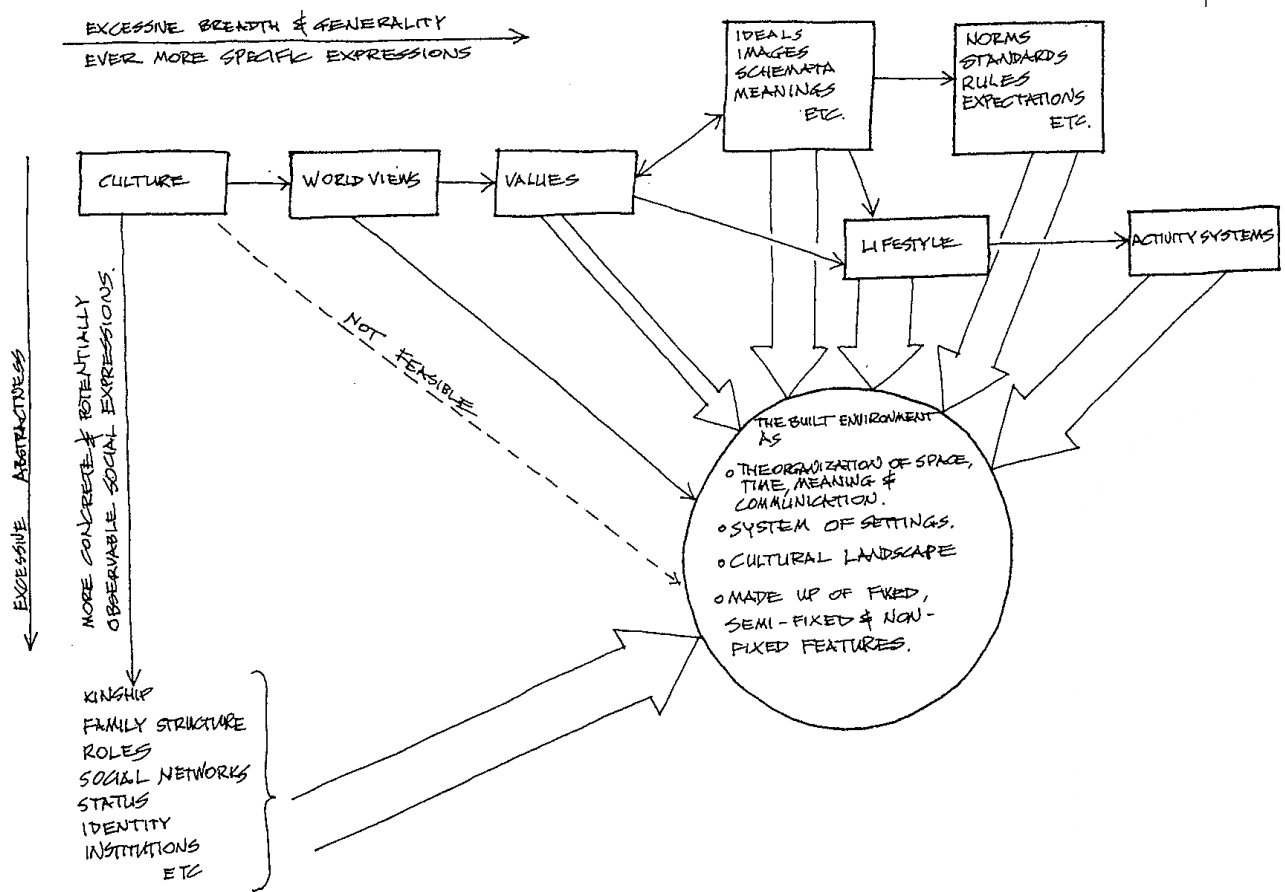 EXCESSIVE BREADTH & GENERALITY
EVER MORE SPECIFIC EXPRESSIONS
IDEALS
IMAGES
SCHEMATA
MEANINGS
ETC.
NORMS
STANDARDS
RULES
EXPECTATIONS
ETC.
CULTURE
WORLD VIEWS
VALUES
LIFESTYLE
ACTIVITY SYSTEMS
EXCESSIVE ABSTRACTNESS
MORE CONCRETE & POTENTIALLY
OBSERVABLE SOCIAL EXPRESSIONS.
NOT FEASIBLE
THE BUILT ENVIRONMENT
AS
• THE ORGANIZATION OF SPACE,
TIME, MEANING &
COMMUNICATION.
• SYSTEM OF SETTINGS.
• CULTURAL LANDSCAPE
• MADE UP OF FIXED,
SEMI-FIXED & NON-
FIXED FEATURES.
KINSHIP
FAMILY STRUCTURE
ROLES
SOCIAL NETWORKS
STATUS
IDENTITY
INSTITUTIONS
ETC